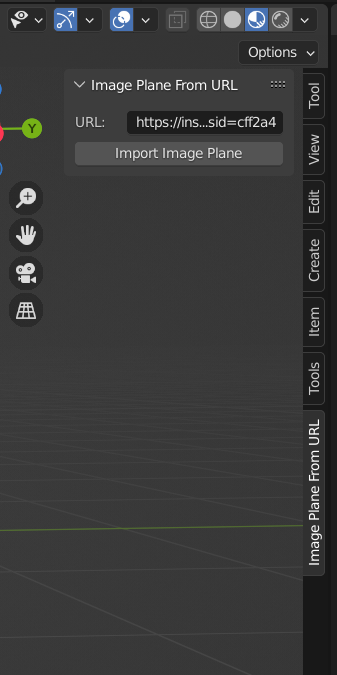 Options
Image Plane From URL
URL: https://ins...sid=cff2a4
Import Image Plane
Y
Tool
View
Edit
Create
Item
Tools
Image Plane From URL